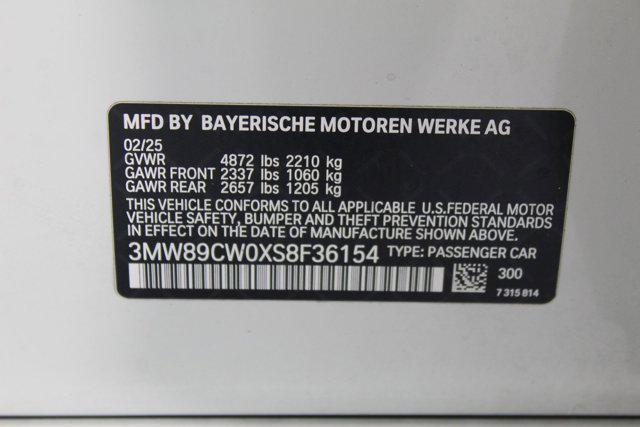 MFD BY BAYERISCHE MOTOREN WERKE AG
02/25
GVWR 4872 lbs 2210 kg
GAWR FRONT 2337 lbs 1060 kg
GAWR REAR 2657 lbs 1205 kg
THIS VEHICLE CONFORMS TO ALL APPLICABLE U.S.FEDERAL MOTOR
VEHICLE SAFETY, BUMPER AND THEFT PREVENTION STANDARDS
IN EFFECT ON THE DATE OF MANUFACTURE SHOWN ABOVE.
3MW89CW0XS8F36154 TYPE: PASSENGER CAR
300
7 315 814